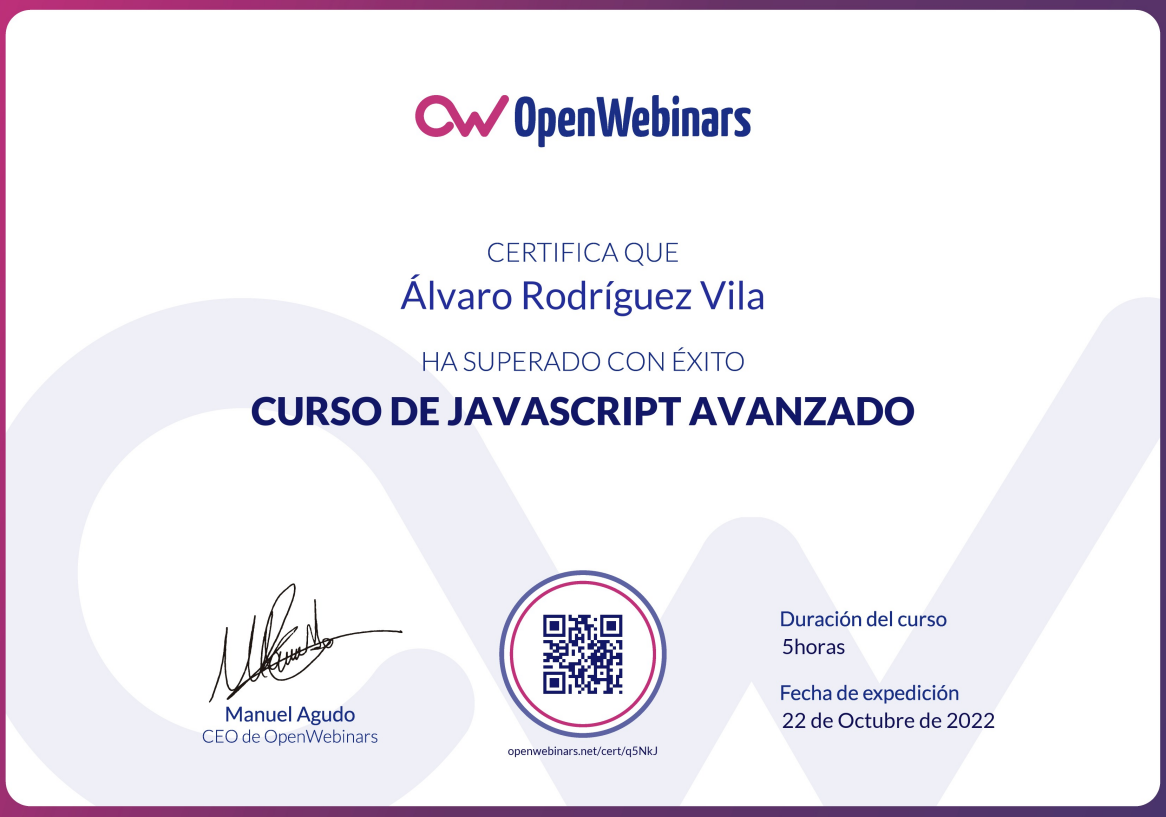 OpenWebinars
CERTIFICA QUE
Álvaro Rodríguez Vila
HA SUPERADO CON ÉXITO
CURSO DE JAVASCRIPT AVANZADO
Manuel Agudo
CEO de OpenWebinars
openwebinars.net/cert/q5NkJ
Duración del curso
5horas
Fecha de expedición
22 de Octubre de 2022